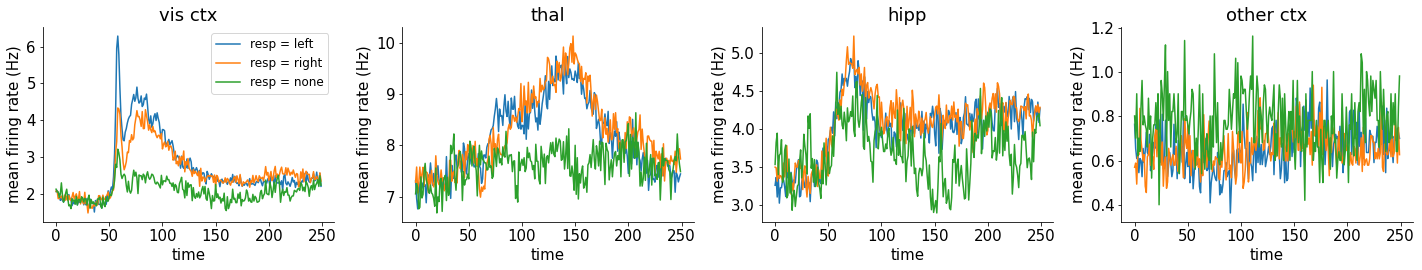 vis ctx
mean firing rate (Hz)
6
5
4
3
2
resp = left
resp = right
resp = none
0 50 100 150 200 250
time
thal
mean firing rate (Hz)
10
9
8
7
0 50 100 150 200 250
time
hipp
mean firing rate (Hz)
5.0
4.5
4.0
3.5
3.0
0 50 100 150 200 250
time
other ctx
mean firing rate (Hz)
1.2
1.0
0.8
0.6
0.4
0 50 100 150 200 250
time